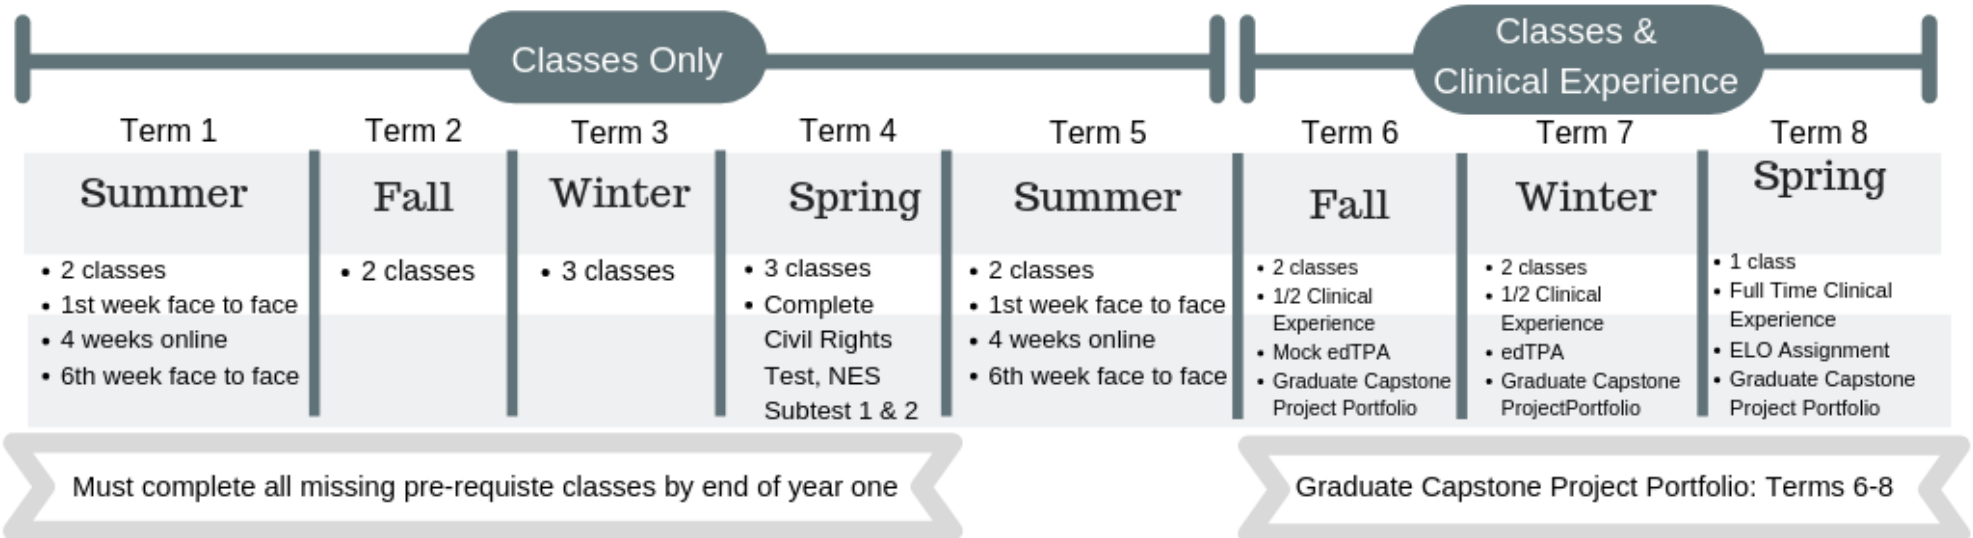 Classes Only
Classes &
Clinical Experience
Term 1
Term 2
Term 3
Term 4
Term 5
Term 6
Term 7
Term 8
Summer
Fall
Winter
Spring
Summer
Fall
Winter
Spring
• 2 classes
• 1st week face to face
• 4 weeks online
• 6th week face to face
• 2 classes
• 3 classes
• 3 classes
• Complete
Civil Rights
Test, NES
Subtest 1 & 2
• 2 classes
• 1st week face to face
• 4 weeks online
• 6th week face to face
• 2 classes
• 1/2 Clinical
Experience
• Mock edTPA
• Graduate Capstone
Project Portfolio
• 2 classes
• 1/2 Clinical
Experience
• edTPA
• Graduate Capstone
ProjectPortfolio
• 1 class
• Full Time Clinical
Experience
• ELO Assignment
• Graduate Capstone
Project Portfolio
Must complete all missing pre-requiste classes by end of year one
Graduate Capstone Project Portfolio: Terms 6-8